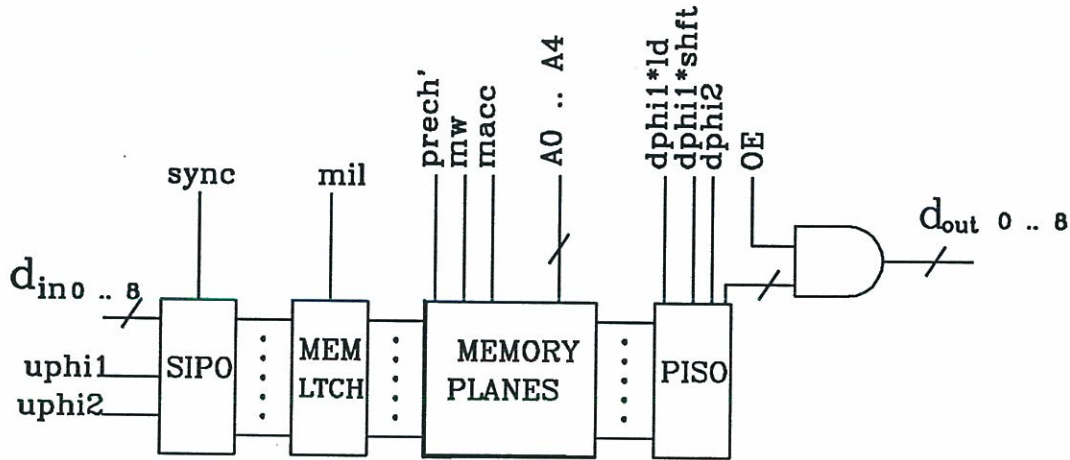 prech'
mw
macc
A0 .. A4
dphi1*ld
dphi1*shft
dphi2
OE
sync
mil
d_in 0 .. 8
d_out 0 .. 8
uphi1
uphi2
SIPO
MEM
LTCH
MEMORY
PLANES
PISO